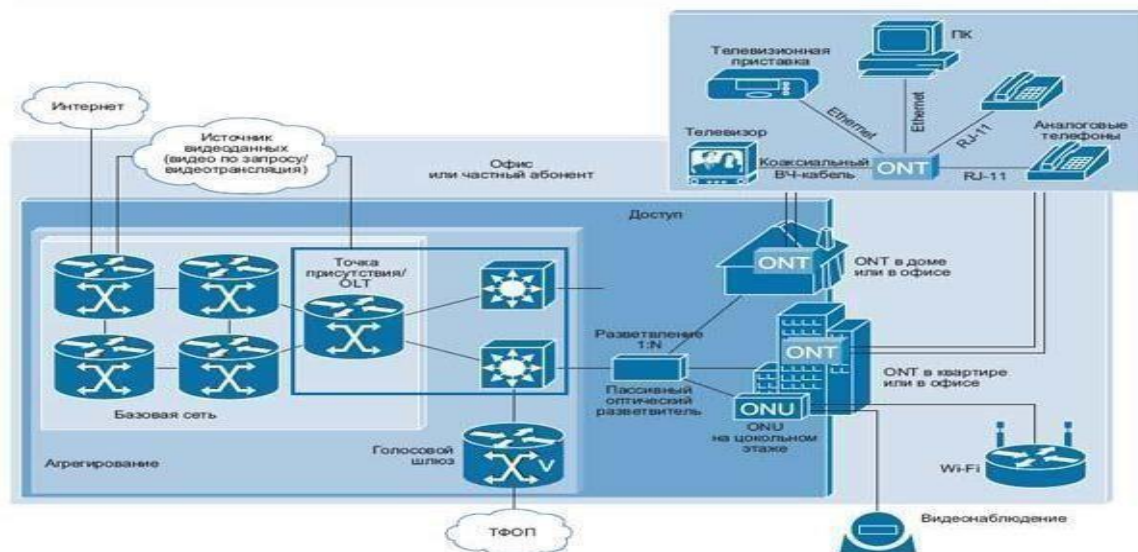 ПК
Телевизионная
приставка
Ethernet
Ethernet
RJ-11
Аналоговые
телефоны
Телевизор
Коаксиальный
ВЧ-кабель
ONT
RJ-11
Интернет
Источник
видеоданных
(видео по запросу/
видеотрансляция)
Офис
или частный абонент
Доступ
Точка
присутствия/
OLT
ONT
ONT в доме
или в офисе
Разветвление
1:N
ONT
ONT в квартире
или в офисе
Пассивный
оптический
разветвитель
ONU
ONU
на цокольном
этаже
Базовая сеть
Голосовой
шлюз
V
Агрегирование
Wi-Fi
ТФОП
Видеонаблюдение